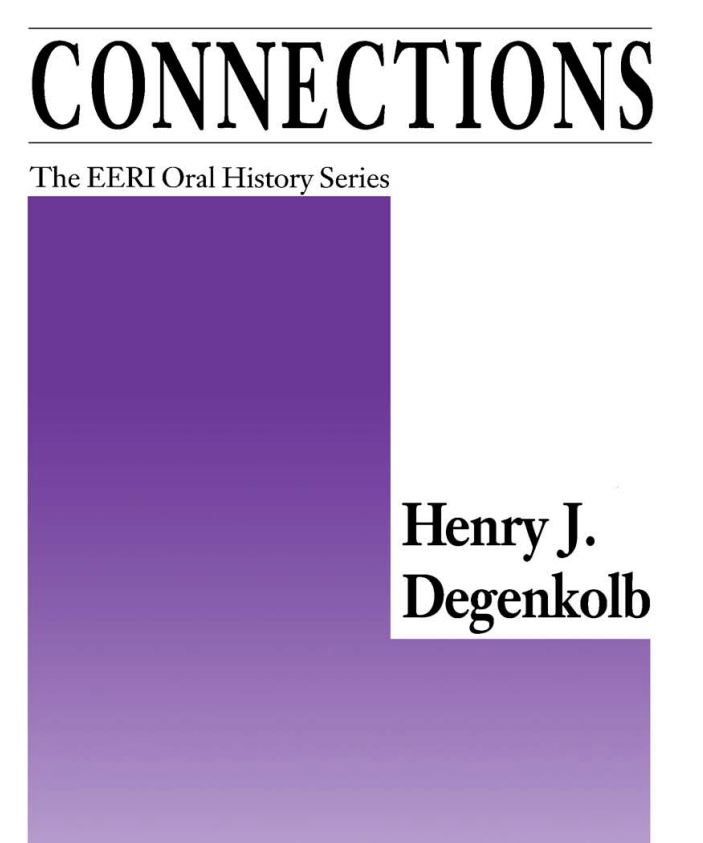 CONNECTIONS
The EERI Oral History Series
Henry J.
Degenkolb